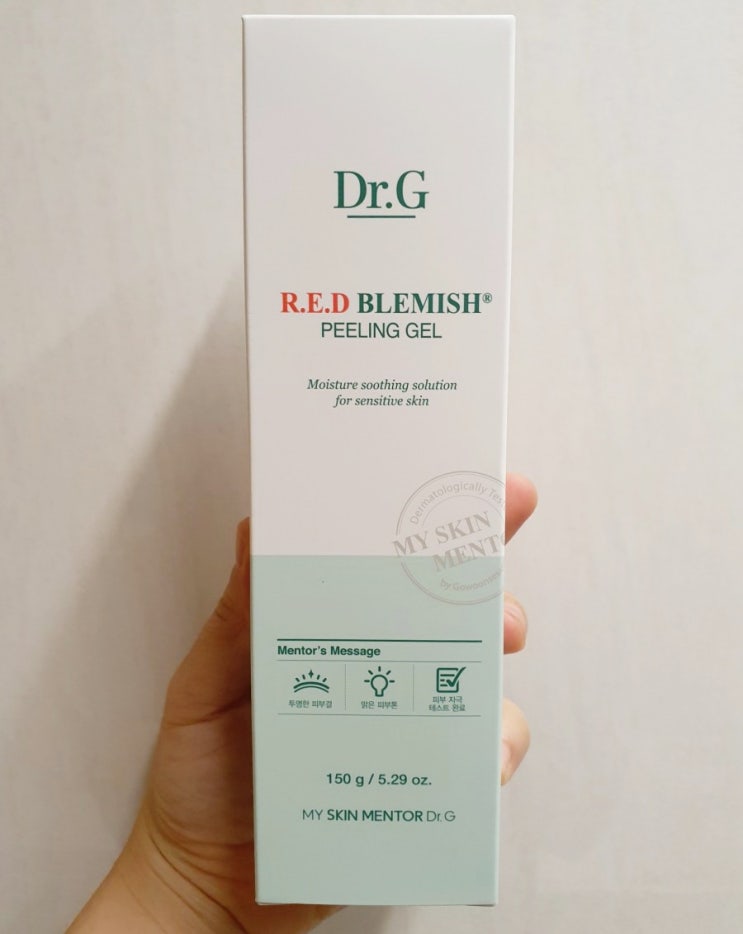 Dr.G
R.E.D BLEMISH®
PEELING GEL
Moisture soothing solution
for sensitive skin
Dermatologically
MY SKIN
by
Mentor's Message
투명한 피부결
맑은 피부톤
피부 자극
테스트 완료
150 g / 5.29 oz.
MY SKIN MENTOR Dr.G